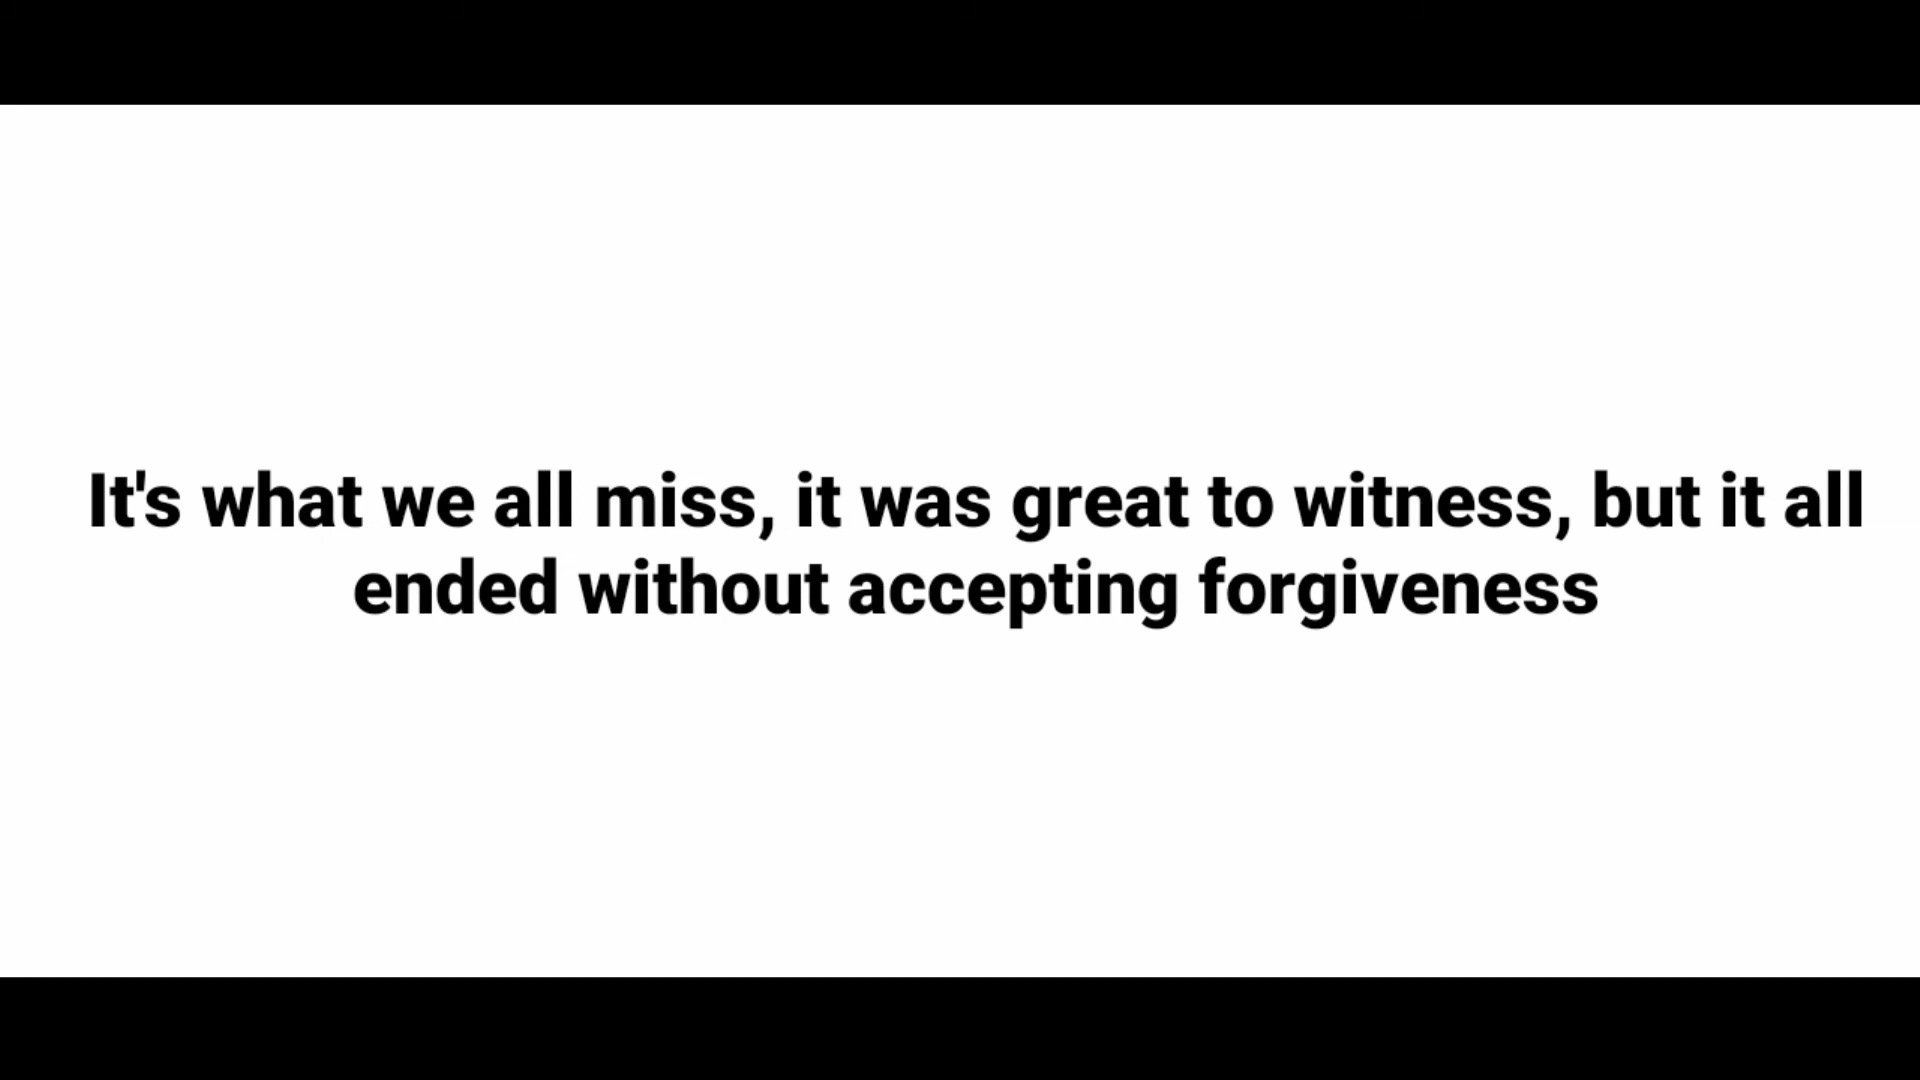 It's what we all miss, it was great to witness, but it all
ended without accepting forgiveness